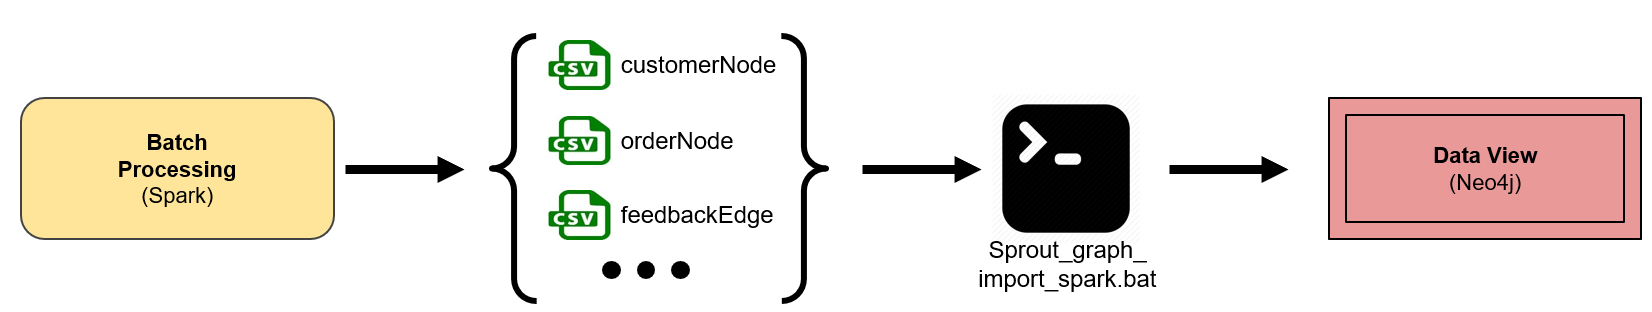 Batch
Processing
(Spark)
CSV customerNode
CSV orderNode
CSV feedbackEdge
Sprout_graph_
import_spark.bat
Data View
(Neo4j)